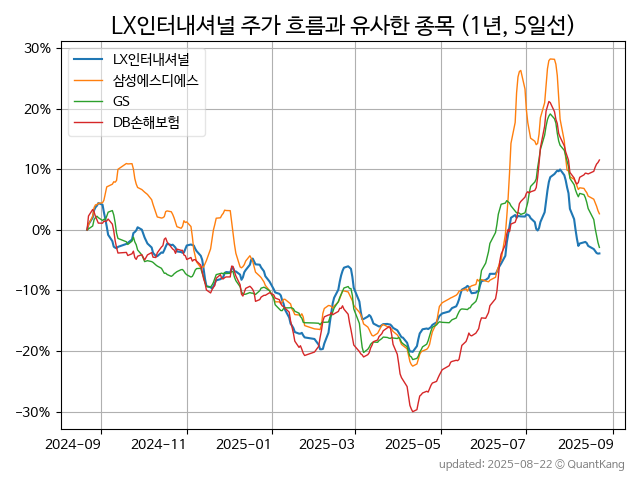 LX인터내셔널 주가 흐름과 유사한 종목 (1년, 5일선)
30%
20%
10%
0%
−10%
−20%
−30%
LX인터내셔널
삼성에스디에스
GS
DB손해보험
2024-09
2024-11
2025-01
2025-03
2025-05
2025-07
2025-09
updated: 2025-08-22 © QuantKang